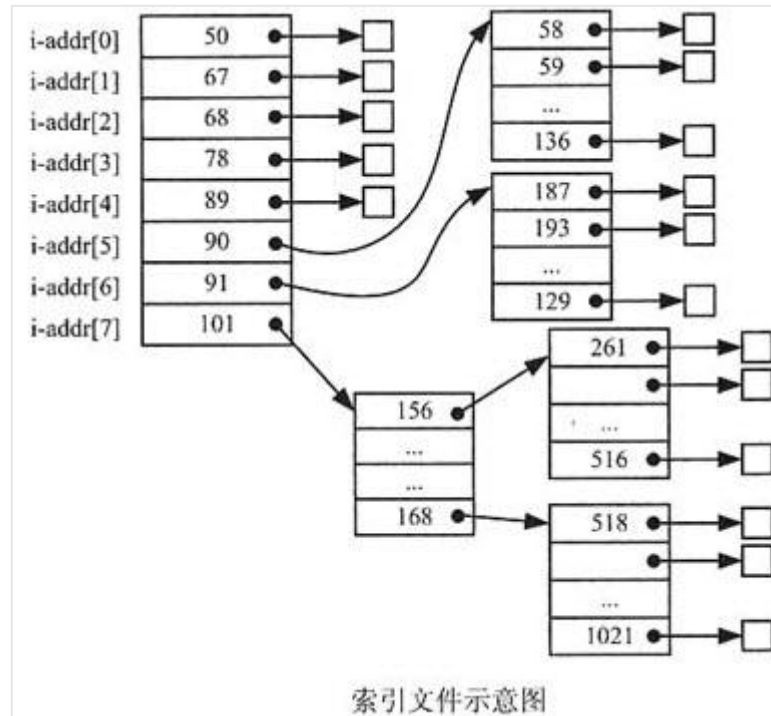 i-addr[0] 50
i-addr[1] 67
i-addr[2] 68
i-addr[3] 78
i-addr[4] 89
i-addr[5] 90
i-addr[6] 91
i-addr[7] 101
58
59
...
136
187
193
...
129
156
...
...
168
261
...
516
518
...
1021
索引文件示意图